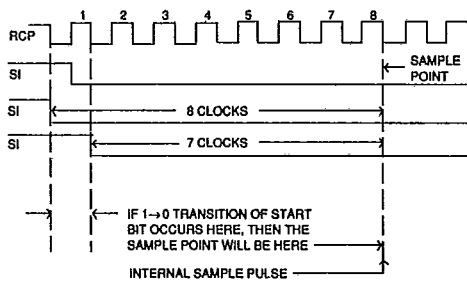 1 2 3 4 5 6 7 8
RCP
SI
SAMPLE
POINT
SI
8 CLOCKS
SI
7 CLOCKS
IF 1→0 TRANSITION OF START
BIT OCCURS HERE, THEN THE
SAMPLE POINT WILL BE HERE
INTERNAL SAMPLE PULSE